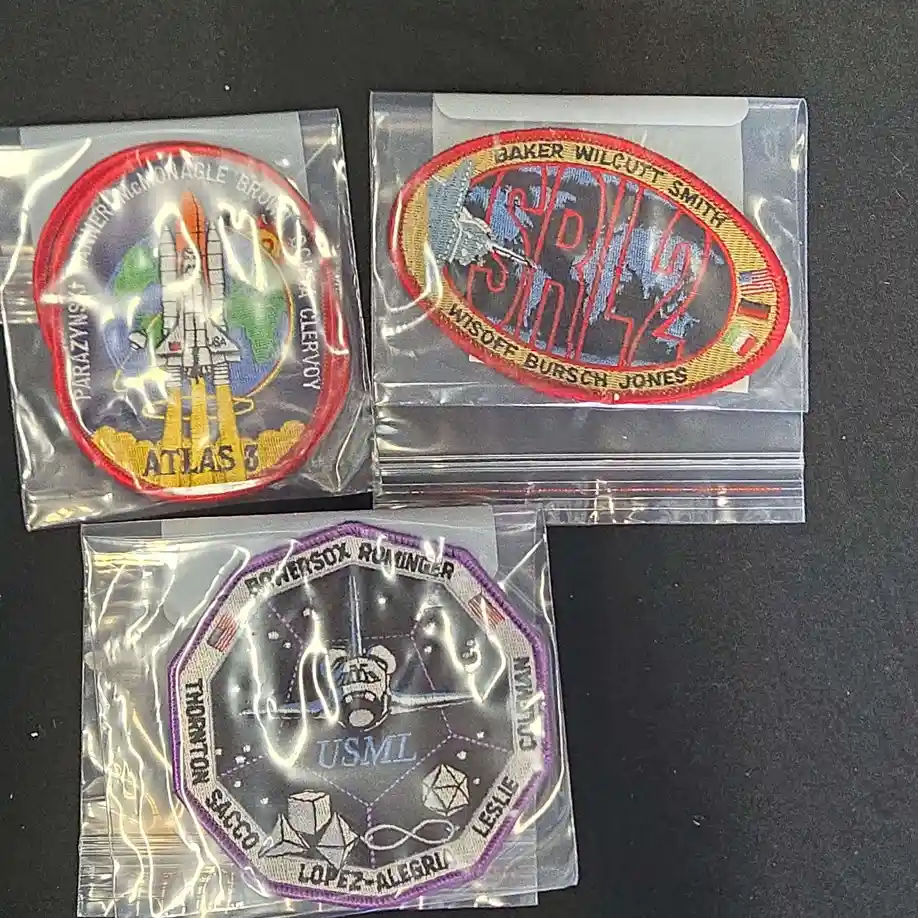 PARAZYNSKI
McMONAGLE
CLERVOY
ATLAS 3
BAKER WILCUTT SMITH
SRL2
WISOFF BURSCH JONES
BOWERSOX ROMINGER
COLEMAN
LESLIE
LOPEZ-ALEGRIA
SACCO
THORNTON
USML